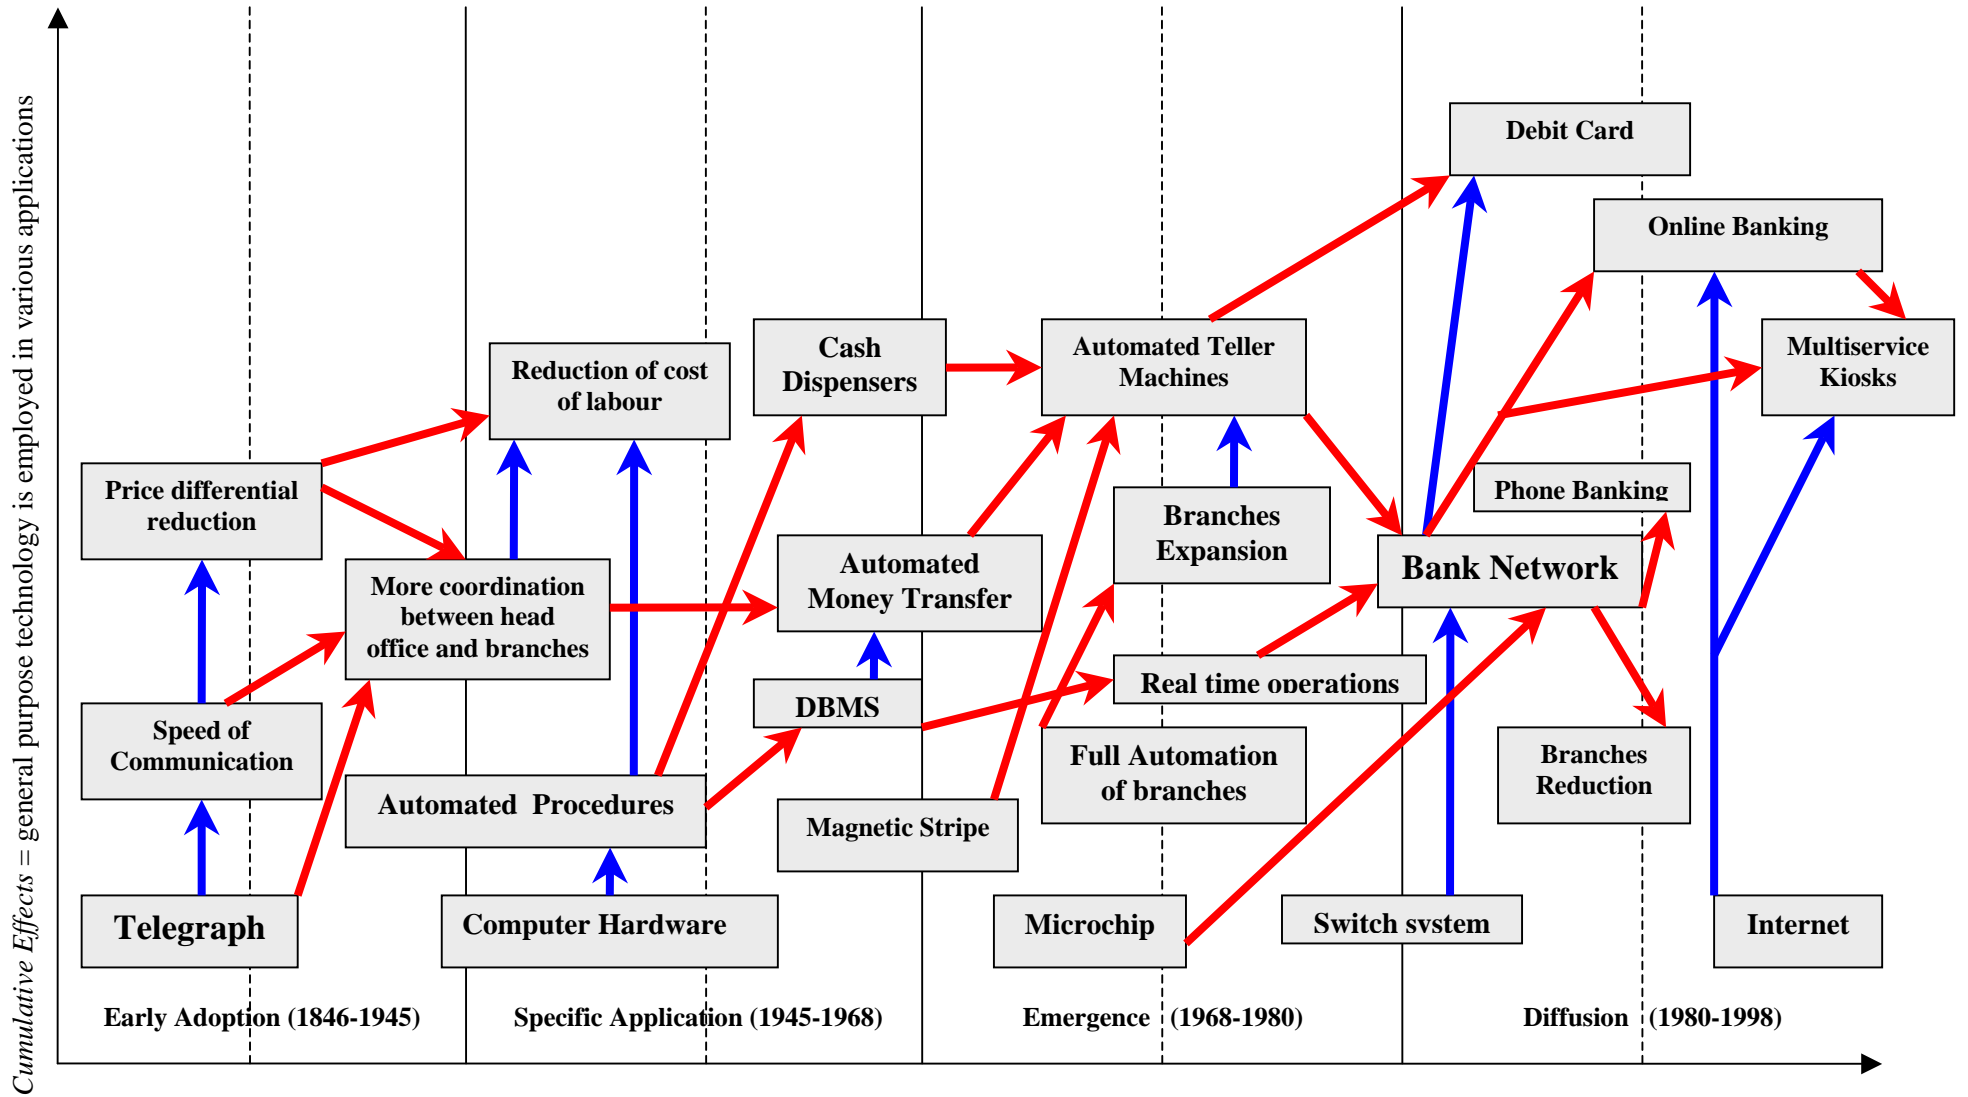 Cumulative Effects = general purpose technology is employed in various applications
Debit Card
Online Banking
Cash
Dispensers
Automated Teller
Machines
Multiservice
Kiosks
Reduction of cost
of labour
Price differential
reduction
Phone Banking
Branches
Expansion
Bank Network
Automated
Money Transfer
More coordination
between head
office and branches
Real time operations
DBMS
Speed of
Communication
Full Automation
of branches
Branches
Reduction
Automated Procedures
Magnetic Stripe
Telegraph
Computer Hardware
Microchip
Switch system
Internet
Early Adoption (1846-1945)
Specific Application (1945-1968)
Emergence (1968-1980)
Diffusion (1980-1998)